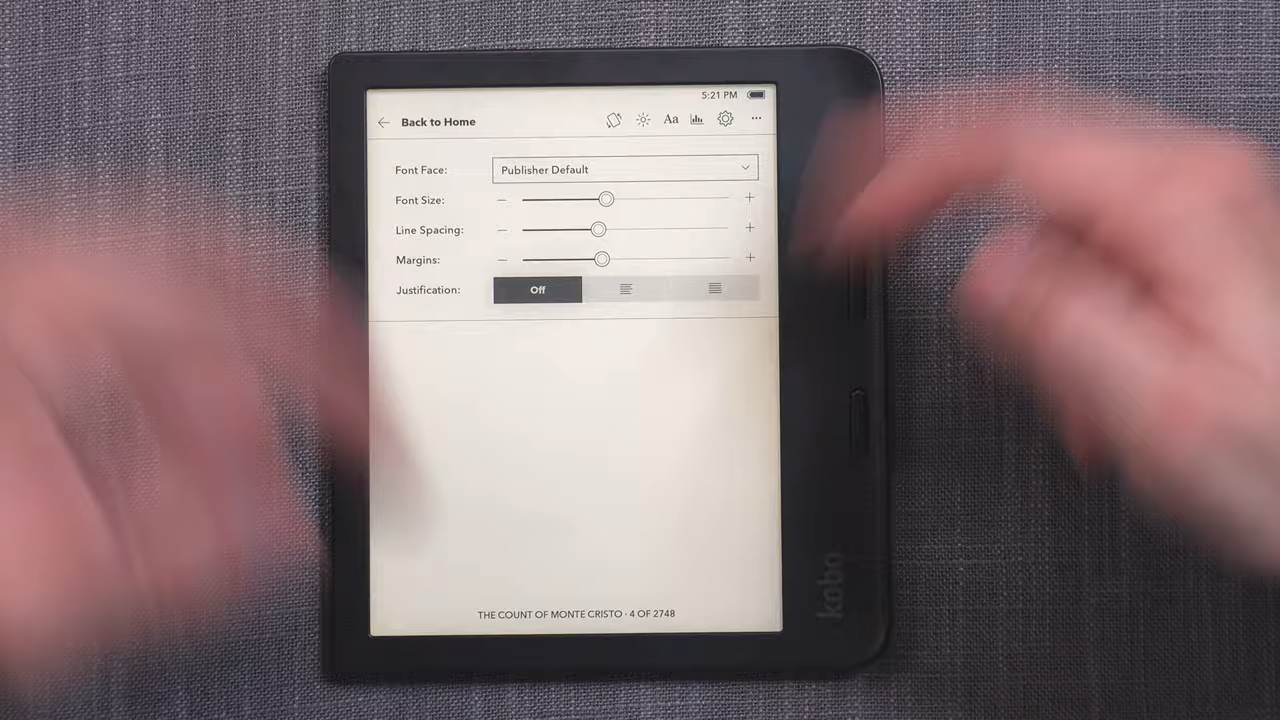 5:21 PM
Back to Home
Aa
Font Face:
Publisher Default
Font Size:
Line Spacing:
Margins:
Justification:
Off
THE COUNT OF MONTE CRISTO · 4 OF 2748
kobo